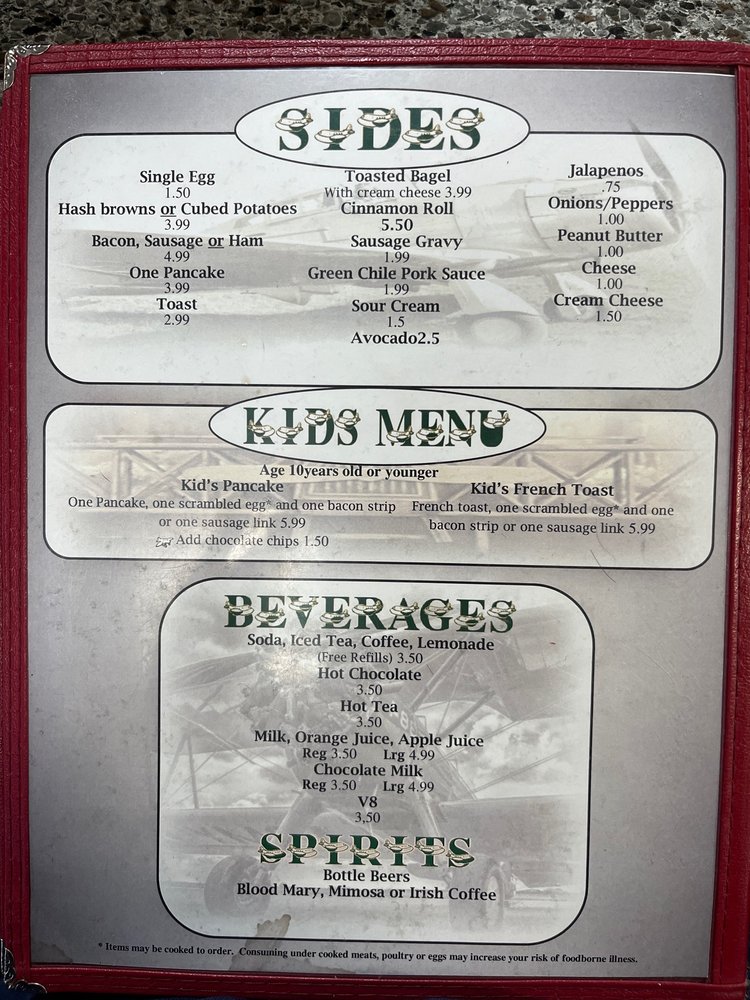 SIDES
Single Egg
1.50
Hash browns or Cubed Potatoes
3.99
Bacon, Sausage or Ham
4.99
One Pancake
3.99
Toast
2.99
Toasted Bagel
With cream cheese 3.99
Cinnamon Roll
5.50
Sausage Gravy
1.99
Green Chile Pork Sauce
1.99
Sour Cream
1.5
Avocado2.5
Jalapenos
.75
Onions/Peppers
1.00
Peanut Butter
1.00
Cheese
1.00
Cream Cheese
1.50
KIDS MENU
Age 10years old or younger
Kid's Pancake
One Pancake, one scrambled egg* and one bacon strip
or one sausage link 5.99
Add chocolate chips 1.50
Kid's French Toast
French toast, one scrambled egg* and one
bacon strip or one sausage link 5.99
BEVERAGES
Soda, Iced Tea, Coffee, Lemonade
(Free Refills) 3.50
Hot Chocolate
3.50
Hot Tea
3.50
Milk, Orange Juice, Apple Juice
Reg 3.50 Lrg 4.99
Chocolate Milk
Reg 3.50 Lrg 4.99
V8
3,50
SPIRITS
Bottle Beers
Blood Mary, Mimosa or Irish Coffee
* Items may be cooked to order. Consuming under cooked meats, poultry or eggs may increase your risk of foodborne illness.